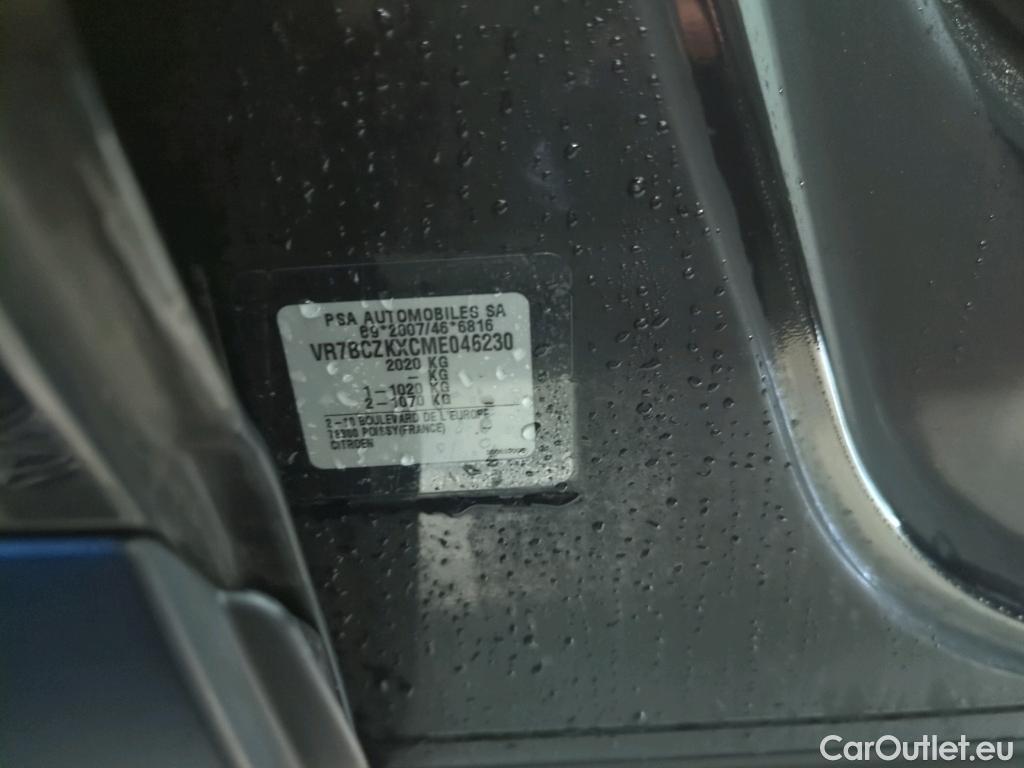 PSA AUTOMOBILES SA
e9*2007/46*6816
VR7BCZKXCME046230
2020 KG
— KG
1—1020 KG
2—1070 KG
2—10 BOULEVARD DE L'EUROPE
78300 POISSY(FRANCE)
CITROEN
CarOutlet.eu